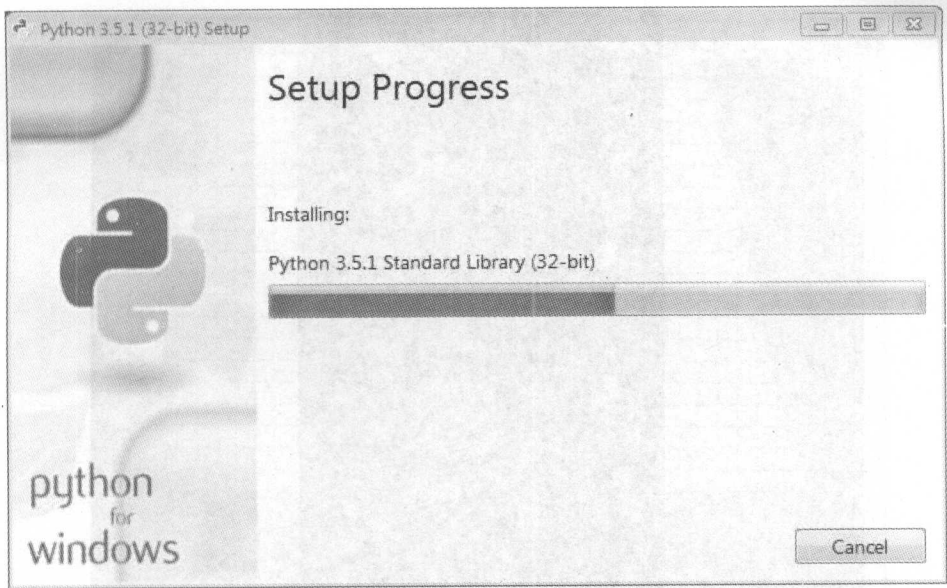 Python 3.5.1 (32-bit) Setup
Setup Progress
Installing:
Python 3.5.1 Standard Library (32-bit)
python
for
windows
Cancel